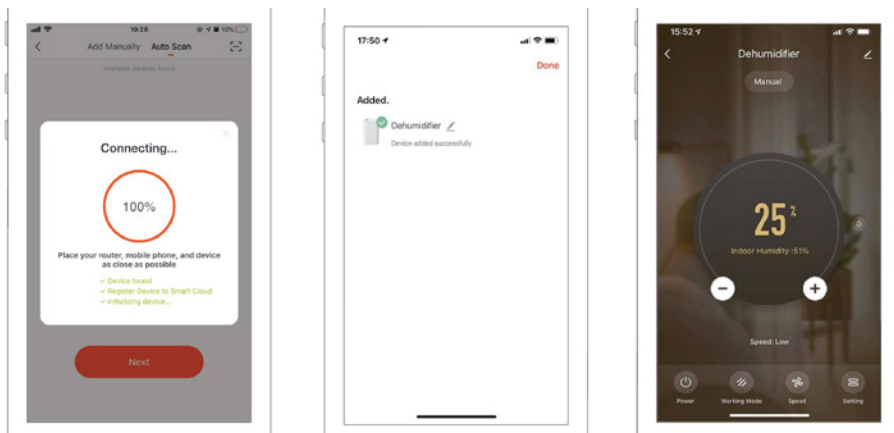 10:26
10%
Add Manually Auto Scan
Available devices found
Connecting...
100%
Place your router, mobile phone, and device
as close as possible
✓ Device found
✓ Register Device to Smart Cloud
✓ Initializing device...
Next
17:50
Done
Added.
Dehumidifier
Device added successfully
15:52
Dehumidifier
Manual
25%
Indoor Humidity :51%
Speed: Low
Power Working Mode Speed Setting